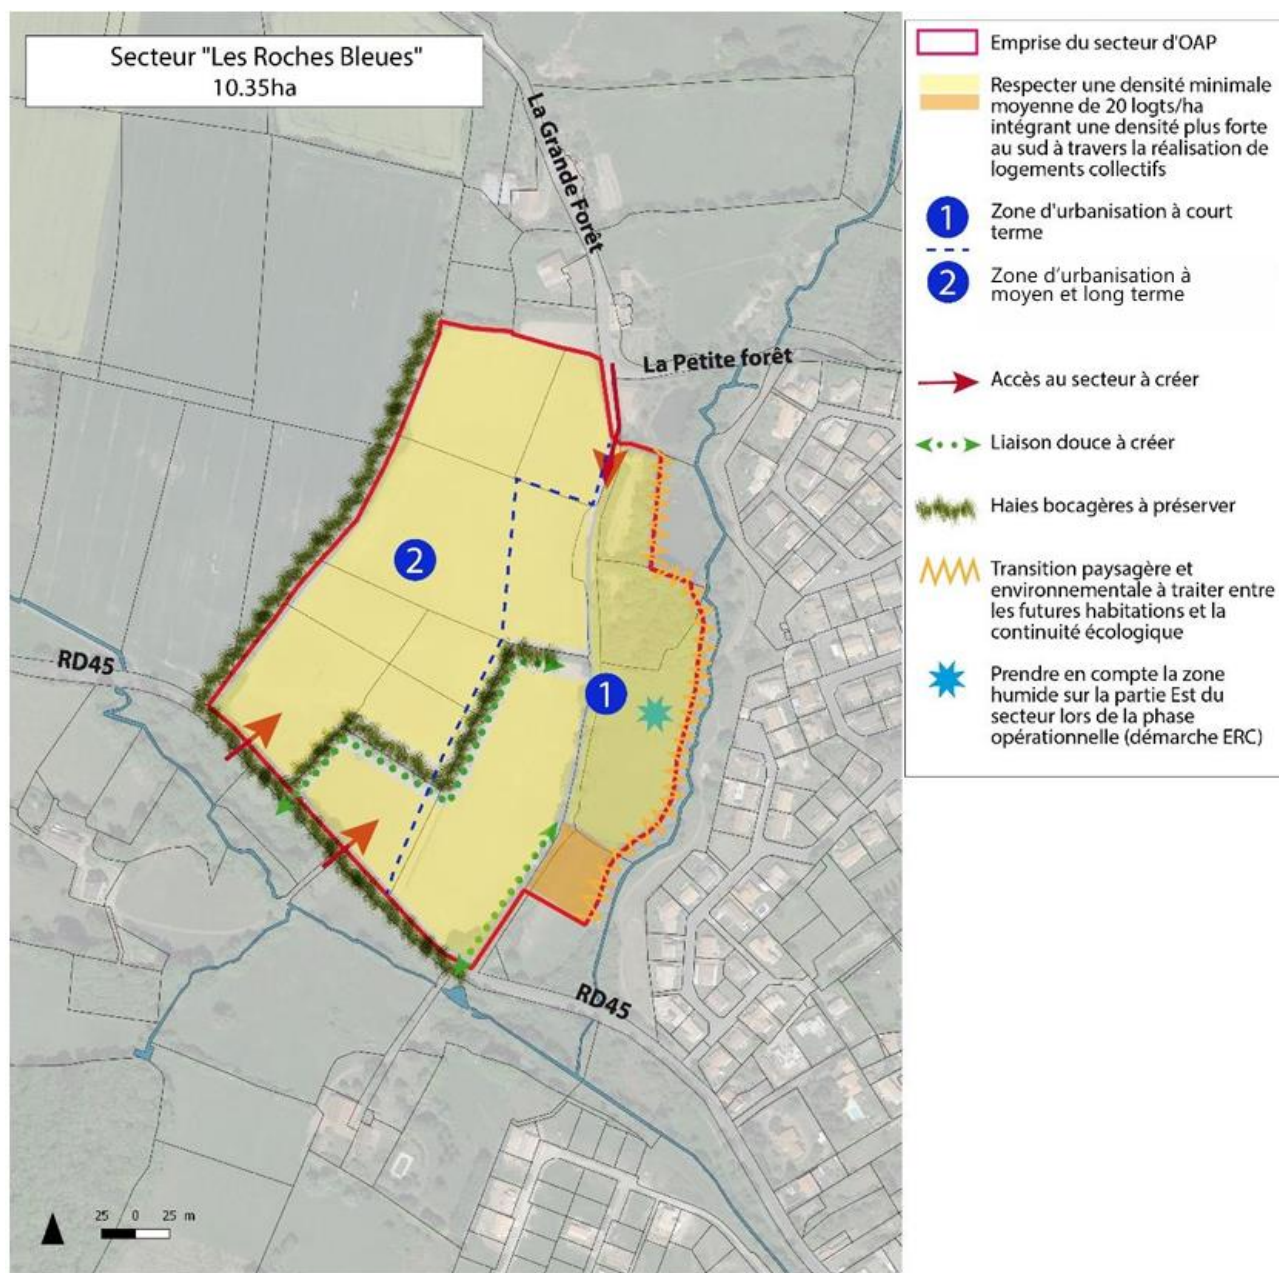 Secteur "Les Roches Bleues"
10.35ha
La Grande Forêt
La Petite forêt
RD45
2
1
RD45
25 0 25 m
Emprise du secteur d'OAP
Respecter une densité minimale
moyenne de 20 logts/ha
intégrant une densité plus forte
au sud à travers la réalisation de
logements collectifs
1
Zone d'urbanisation à court
terme
2
Zone d'urbanisation à
moyen et long terme
Accès au secteur à créer
Liaison douce à créer
Haies bocagères à préserver
Transition paysagère et
environnementale à traiter entre
les futures habitations et la
continuité écologique
Prendre en compte la zone
humide sur la partie Est du
secteur lors de la phase
opérationnelle (démarche ERC)